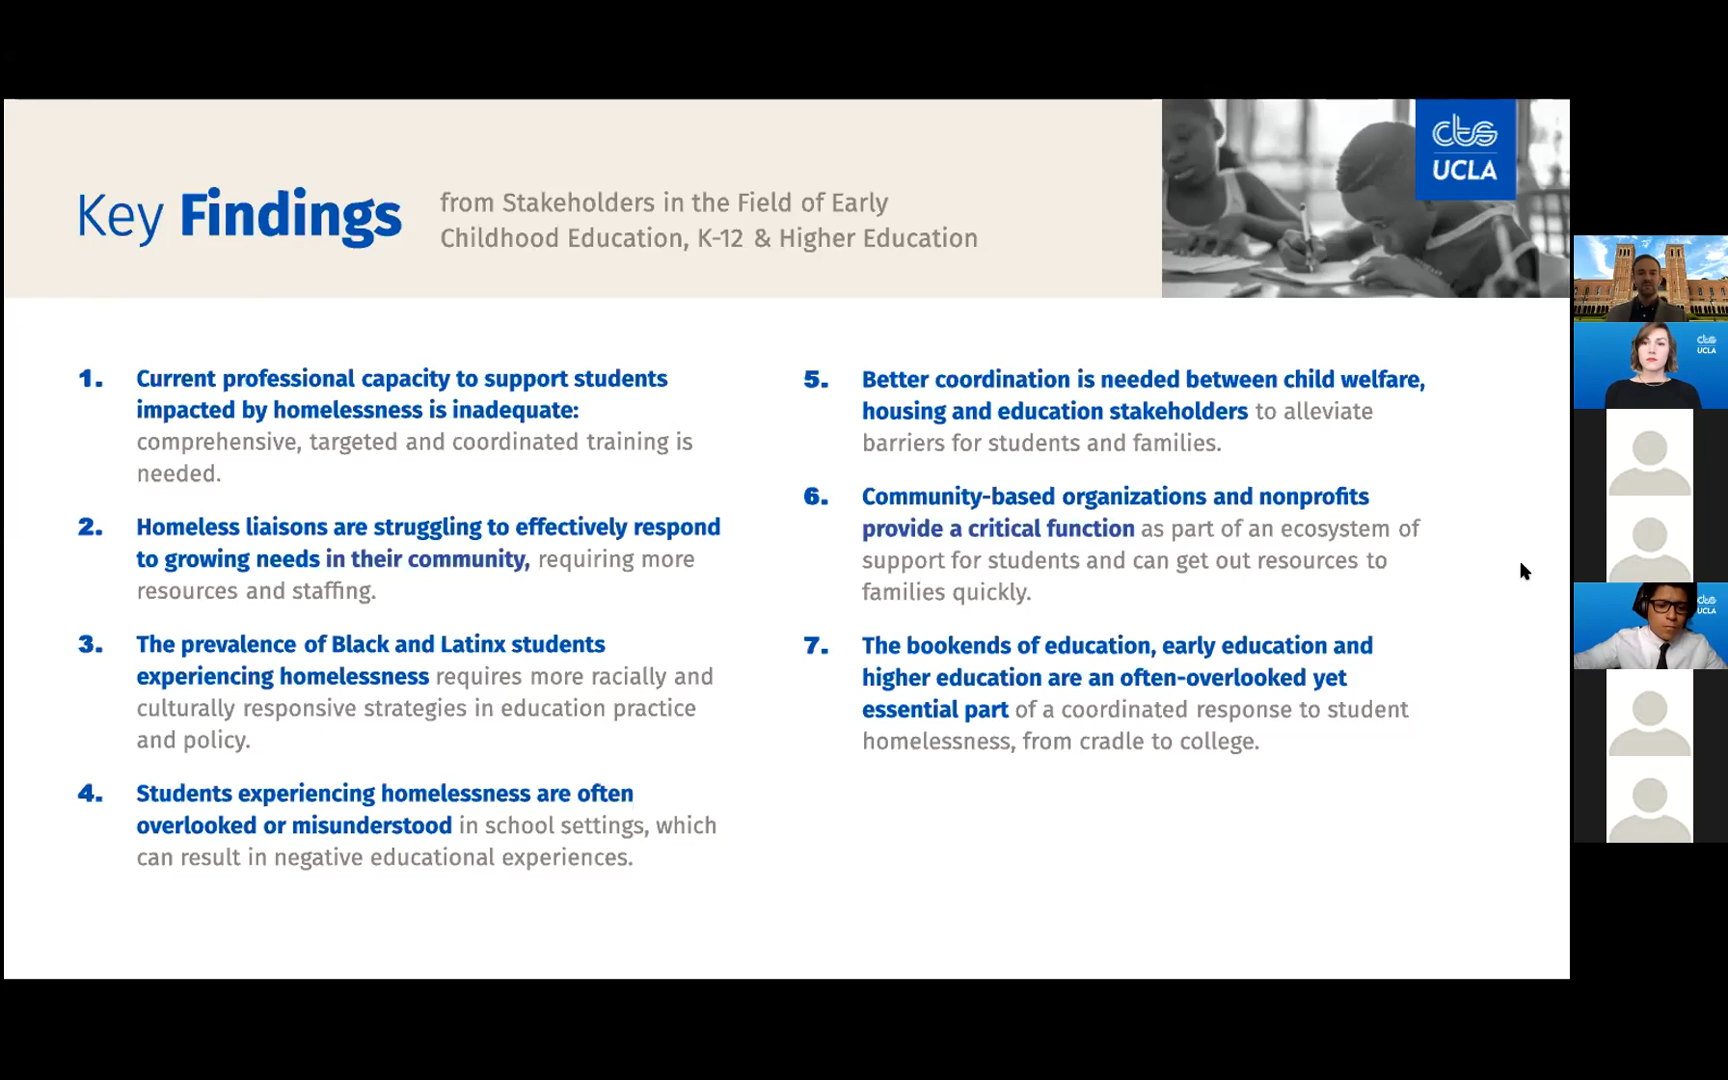 Key Findings
from Stakeholders in the Field of Early
Childhood Education, K-12 & Higher Education
cts
UCLA
1. Current professional capacity to support students
impacted by homelessness is inadequate:
comprehensive, targeted and coordinated training is
needed.
2. Homeless liaisons are struggling to effectively respond
to growing needs in their community, requiring more
resources and staffing.
3. The prevalence of Black and Latinx students
experiencing homelessness requires more racially and
culturally responsive strategies in education practice
and policy.
4. Students experiencing homelessness are often
overlooked or misunderstood in school settings, which
can result in negative educational experiences.
5. Better coordination is needed between child welfare,
housing and education stakeholders to alleviate
barriers for students and families.
6. Community-based organizations and nonprofits
provide a critical function as part of an ecosystem of
support for students and can get out resources to
families quickly.
7. The bookends of education, early education and
higher education are an often-overlooked yet
essential part of a coordinated response to student
homelessness, from cradle to college.
cts
UCLA
cts
UCLA